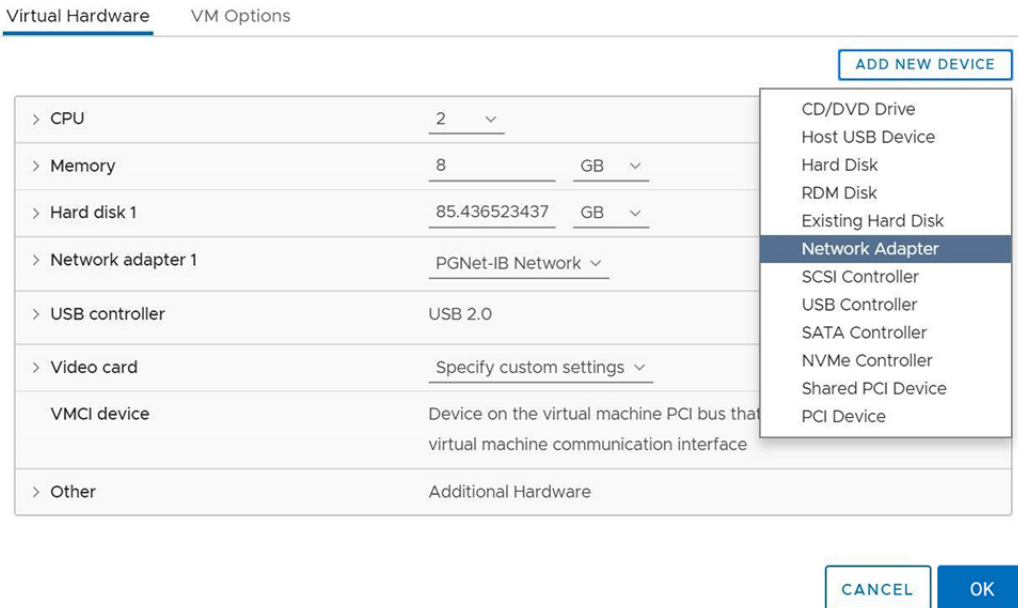 Virtual Hardware VM Options
ADD NEW DEVICE
CPU 2
Memory 8 GB
Hard disk 1 85.436523437 GB
Network adapter 1 PGNet-IB Network
USB controller USB 2.0
Video card Specify custom settings
VMCI device Device on the virtual machine PCI bus that
virtual machine communication interface
Other Additional Hardware
CD/DVD Drive
Host USB Device
Hard Disk
RDM Disk
Existing Hard Disk
Network Adapter
SCSI Controller
USB Controller
SATA Controller
NVMe Controller
Shared PCI Device
PCI Device
CANCEL OK